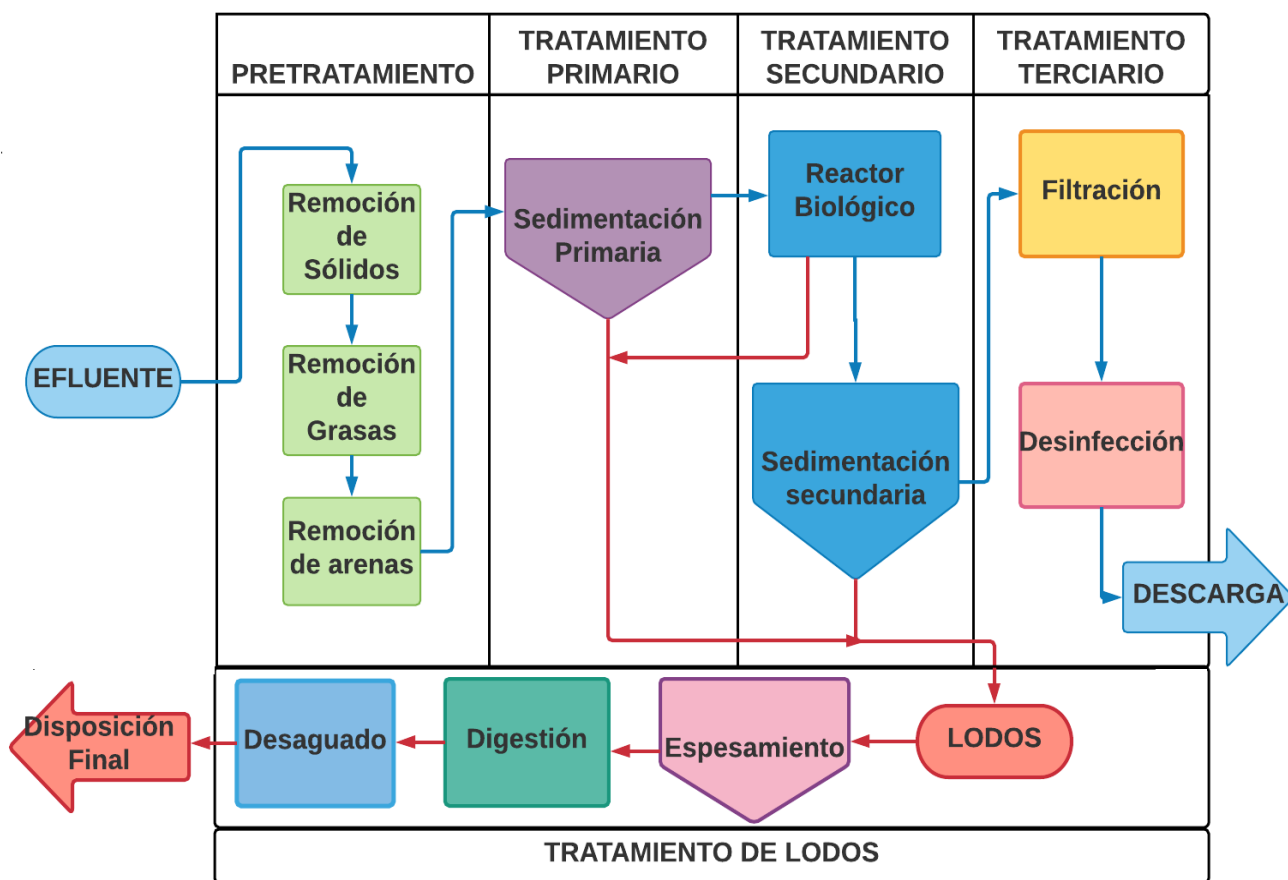 PRETRATAMIENTO
TRATAMIENTO
PRIMARIO
TRATAMIENTO
SECUNDARIO
TRATAMIENTO
TERCIARIO
EFLUENTE
Remoción
de
Sólidos
Remoción
de
Grasas
Remoción
de arenas
Sedimentación
Primaria
Reactor
Biológico
Sedimentación
secundaria
Filtración
Desinfección
DESCARGA
LODOS
Espesamiento
Digestión
Desaguado
Disposición
Final
TRATAMIENTO DE LODOS